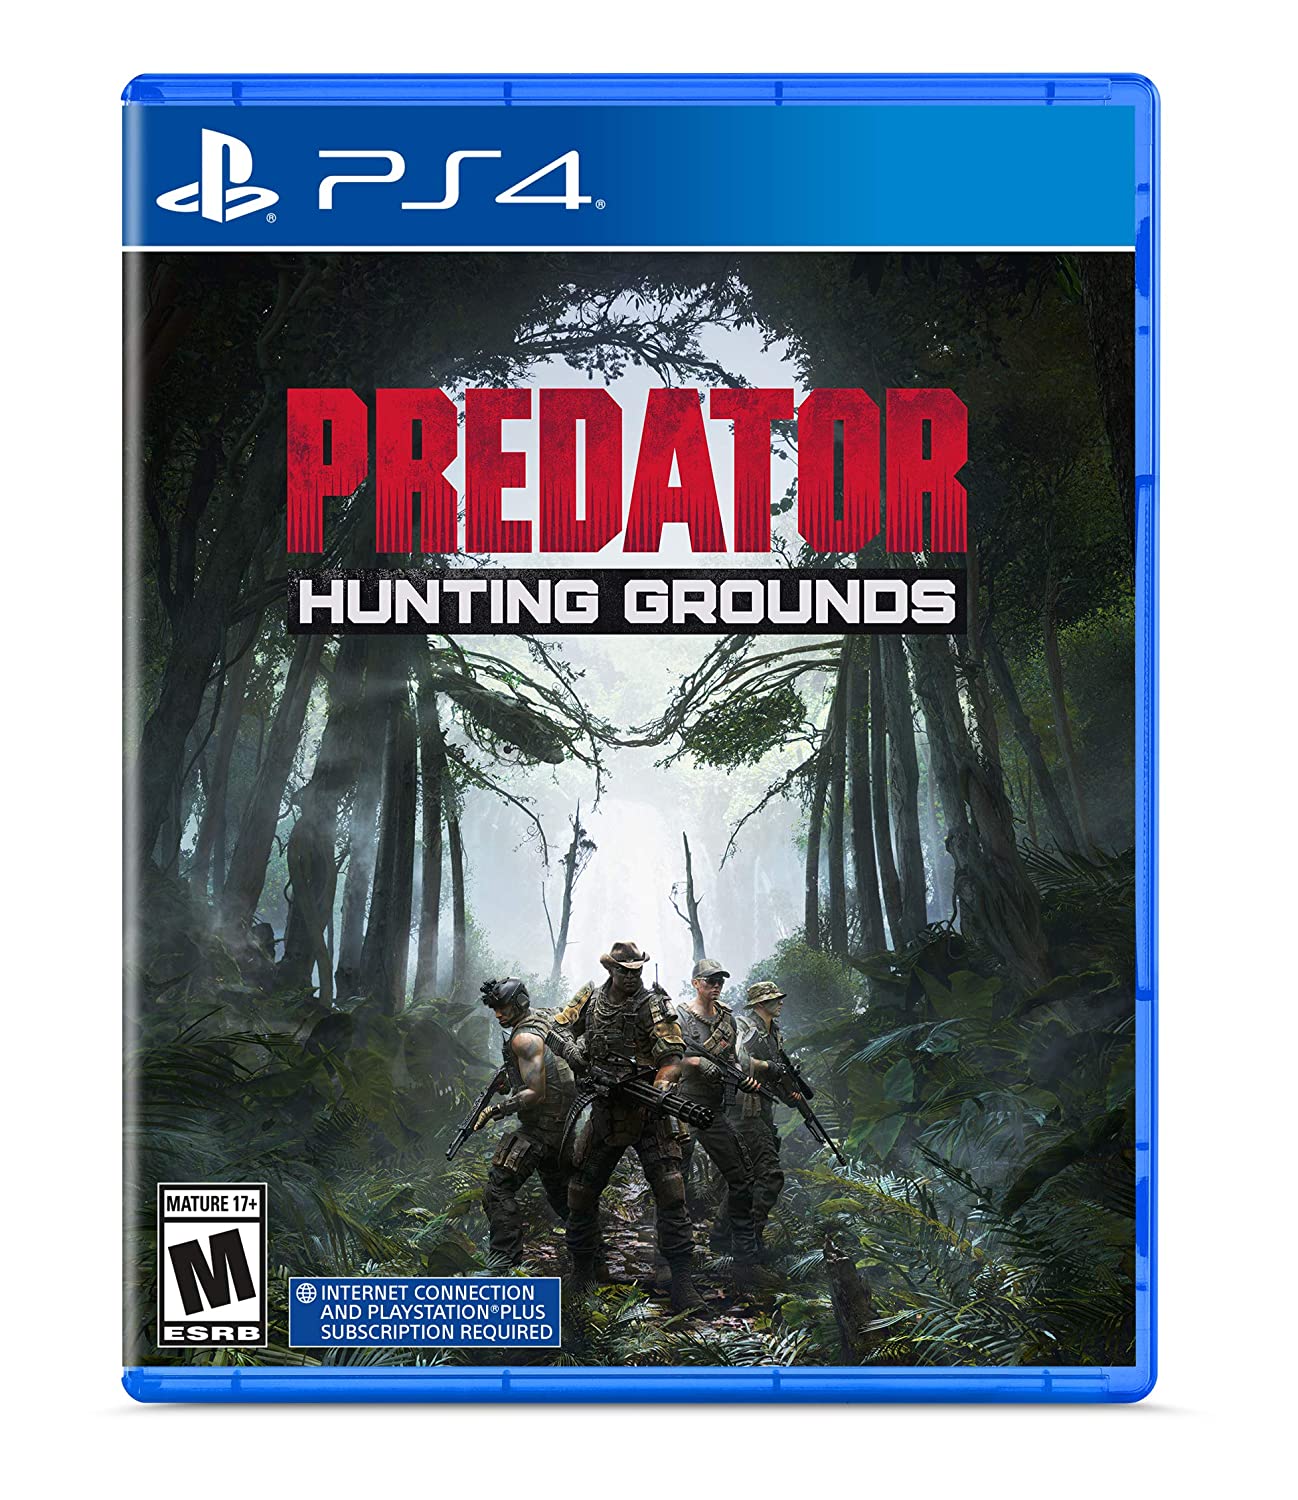 PS4®
PREDATOR
HUNTING GROUNDS
MATURE 17+
M
ESRB
INTERNET CONNECTION
AND PLAYSTATION®PLUS
SUBSCRIPTION REQUIRED